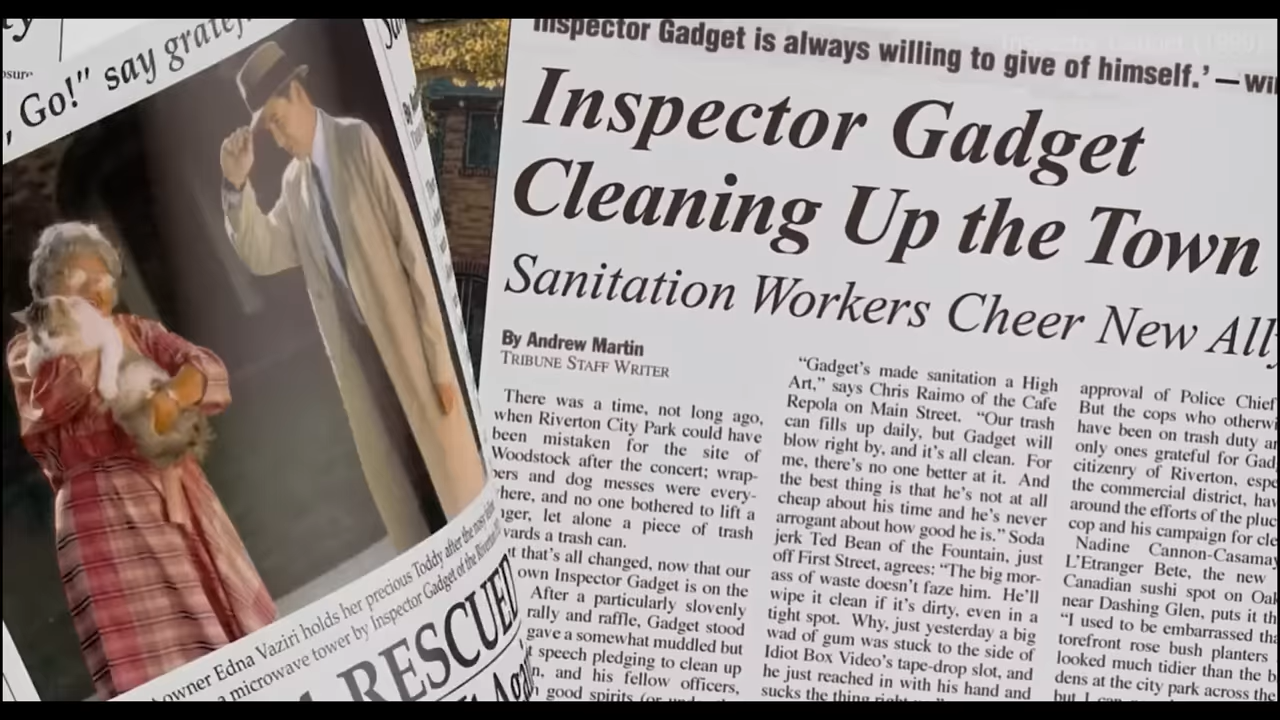 , Go!" say grateful
Toddy owner Edna Vaziri holds her precious Toddy after the
a microwave tower by Inspector Gadget of the Riverton
RESCUED
Inspector Gadget (1999)
Inspector Gadget is always willing to give of himself.' —
Inspector Gadget
Cleaning Up the Town
Sanitation Workers Cheer New Ally
By Andrew Martin
TRIBUNE STAFF WRITER
There was a time, not long ago,
when Riverton City Park could have
been mistaken for the site of
Woodstock after the concert; wrap-
pers and dog messes were every-
where, and no one bothered to lift a
let alone a piece of trash
a trash can.
that's all changed, now that our
own Inspector Gadget is on the
After a particularly slovenly
rally and raffle, Gadget stood
gave a somewhat muddled but
speech pledging to clean up
and his fellow officers,
good spirits (or
“Gadget's made sanitation a High
Art,” says Chris Raimo of the Cafe
Repola on Main Street. “Our trash
can fills up daily, but Gadget will
blow right by, and it's all clean. For
me, there's no one better at it. And
the best thing is that he's not at all
cheap about his time and he's never
arrogant about how good he is.” Soda
jerk Ted Bean of the Fountain, just
off First Street, agrees: “The big mor-
ass of waste doesn't faze him. He'll
wipe it clean if it's dirty, even in a
tight spot. Why, just yesterday a big
wad of gum was stuck to the side of
Idiot Box Video's tape-drop slot, and
he just reached in with his hand and
sucks the thing right
approval of Police Chief
But the cops who otherwi
have been on trash duty ar
only ones grateful for Gad
citizenry of Riverton, espe
the commercial district, hav
around the efforts of the pluc
cop and his campaign for cle
Nadine Cannon-Casamay
L'Etranger Bete, the new
Canadian sushi spot on Oak
near Dashing Glen, puts it th
“I used to be embarrassed tha
torefront rose bush planters
looked much tidier than the b
dens at the city park across the
but I can